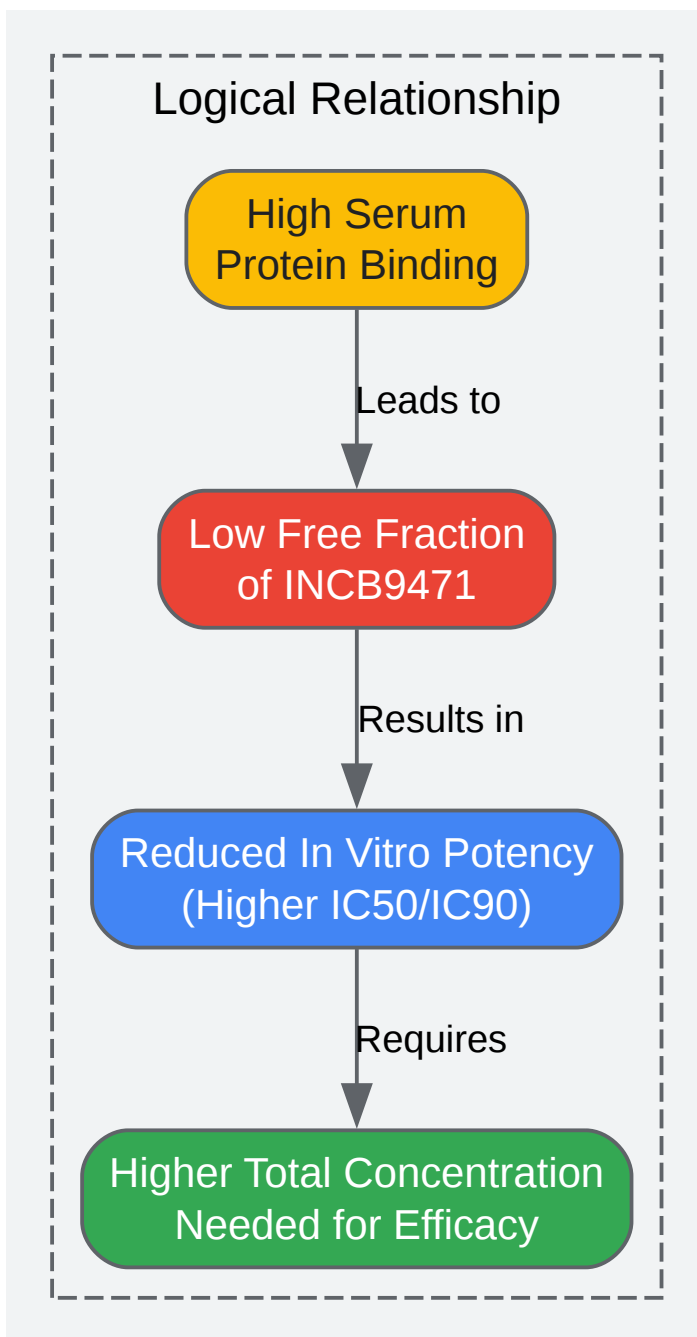 Logical Relationship
High Serum
Protein Binding
Leads to
Low Free Fraction
of INCB9471
Results in
Reduced In Vitro Potency
(Higher IC50/IC90)
Requires
Higher Total Concentration
Needed for Efficacy